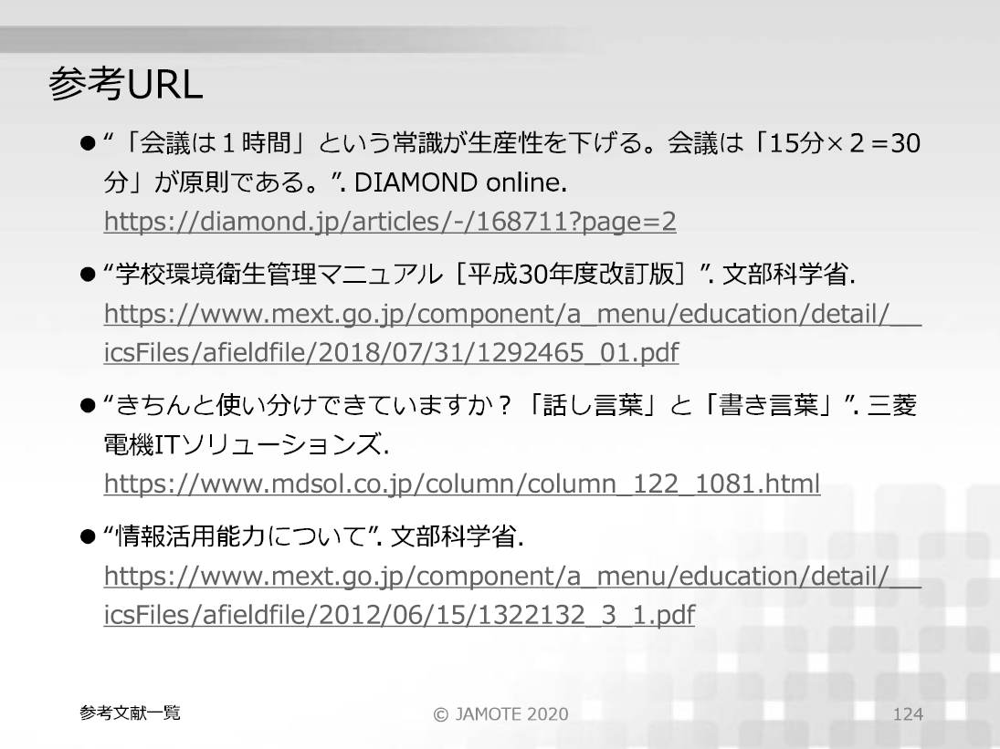 参考URL
● “「会議は１時間」という常識が生産性を下げる。会議は「15分×２＝30
分」が原則である。”. DIAMOND online.
https://diamond.jp/articles/-/168711?page=2
● “学校環境衛生管理マニュアル［平成30年度改訂版］”. 文部科学省.
https://www.mext.go.jp/component/a_menu/education/detail/__
icsFiles/afieldfile/2018/07/31/1292465_01.pdf
● “きちんと使い分けできていますか？「話し言葉」と「書き言葉」”. 三菱
電機ITソリューションズ.
https://www.mdsol.co.jp/column/column_122_1081.html
● “情報活用能力について”. 文部科学省.
https://www.mext.go.jp/component/a_menu/education/detail/__
icsFiles/afieldfile/2012/06/15/1322132_3_1.pdf
参考文献一覧
© JAMOTE 2020
124